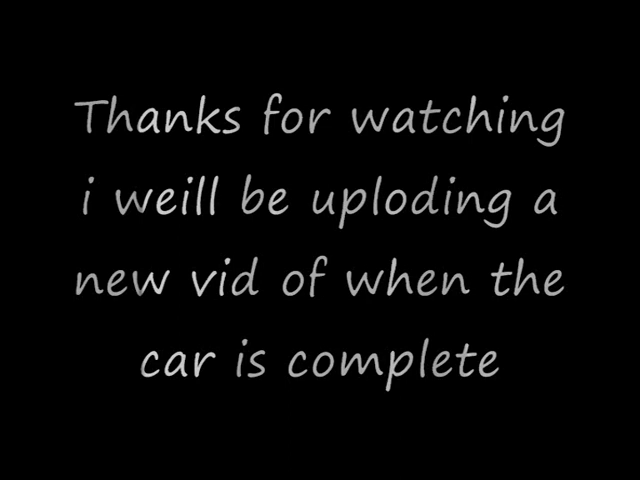 Thanks for watching
i weill be uploding a
new vid of when the
car is complete